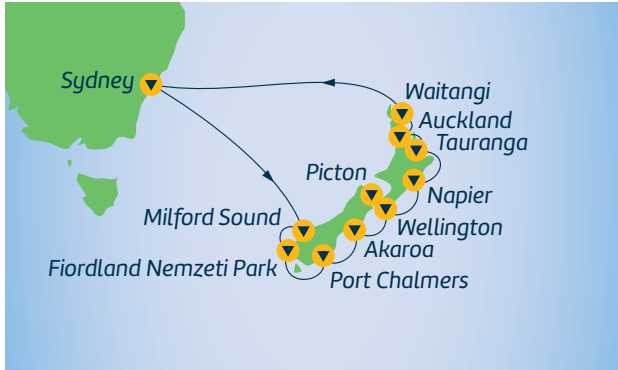 Sydney
Waitangi
Auckland
Tauranga
Picton
Napier
Milford Sound
Wellington
Akaroa
Fiordland Nemzeti Park
Port Chalmers